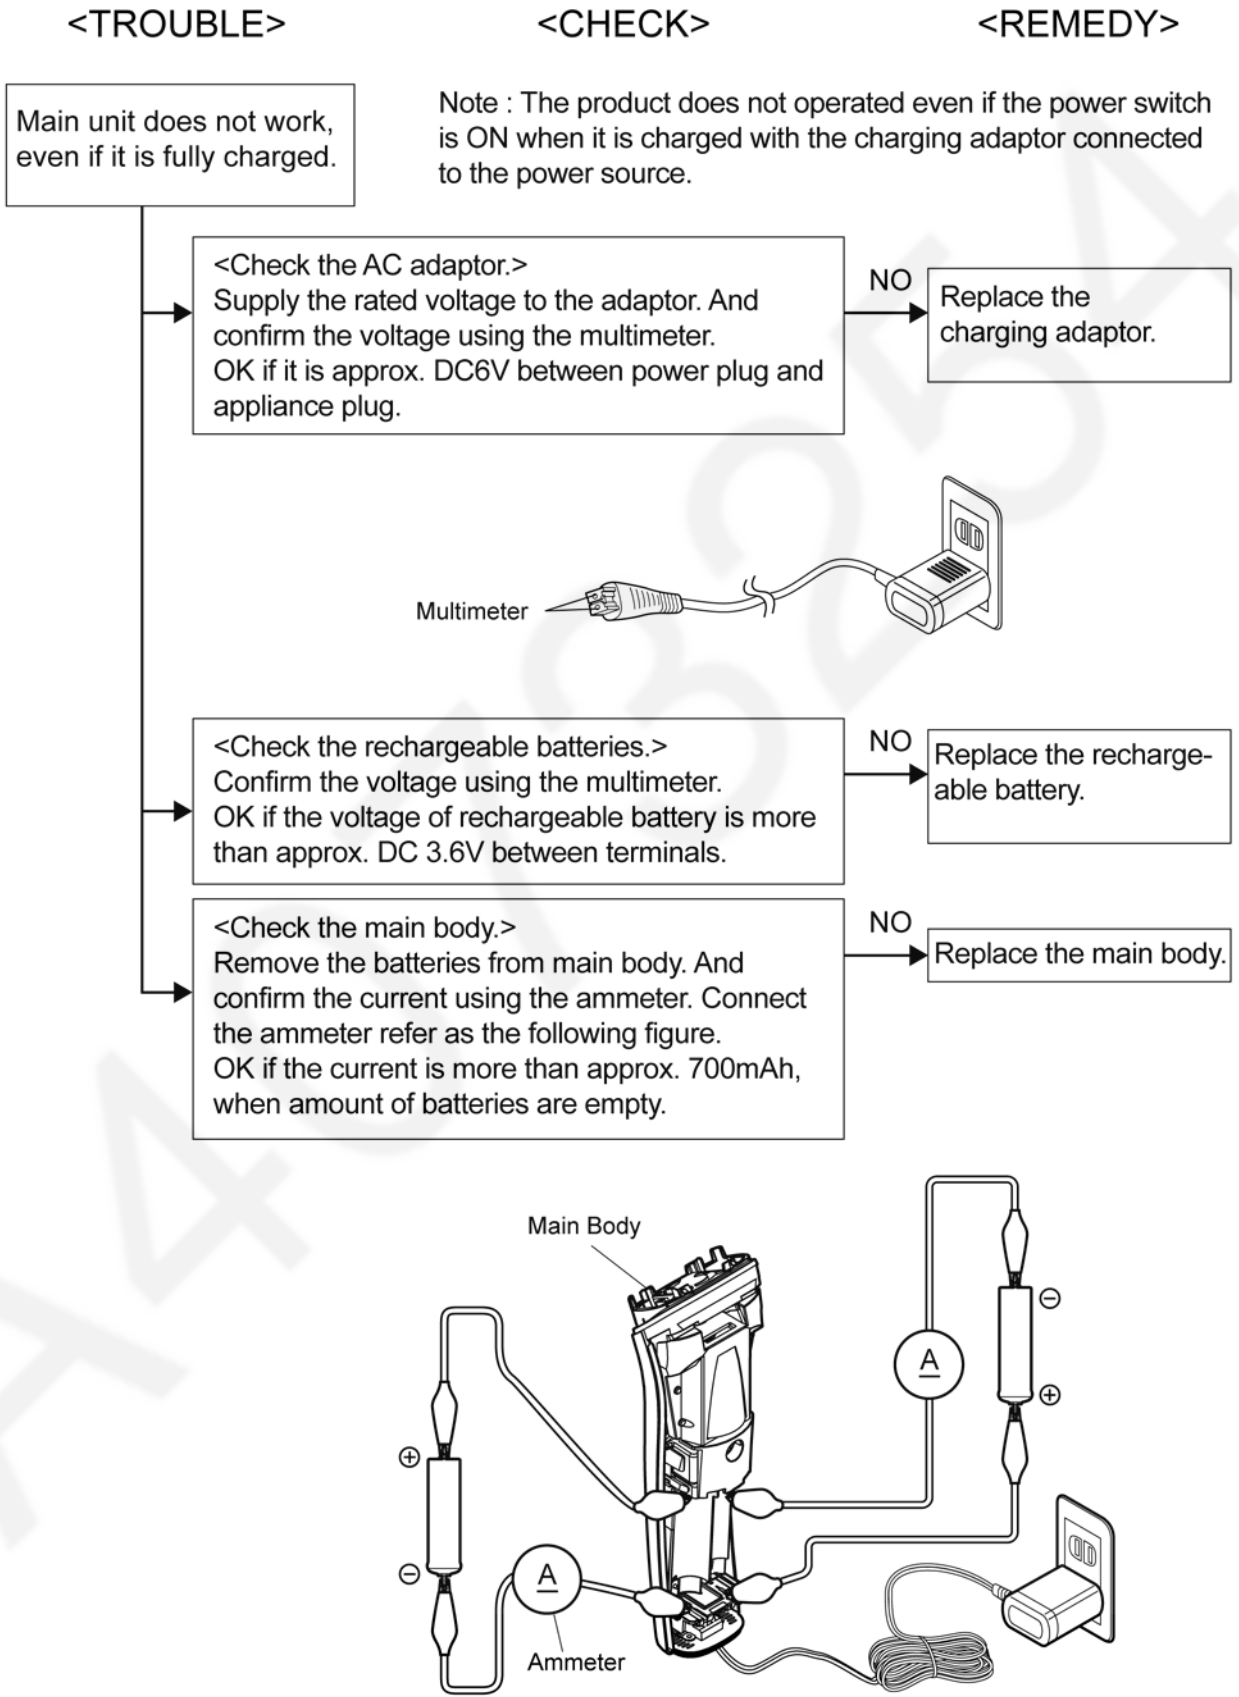 <TROUBLE>
<CHECK>
<REMEDY>
Main unit does not work,
even if it is fully charged.
Note : The product does not operated even if the power switch
is ON when it is charged with the charging adaptor connected
to the power source.
<Check the AC adaptor.>
Supply the rated voltage to the adaptor. And
confirm the voltage using the multimeter.
OK if it is approx. DC6V between power plug and
appliance plug.
NO
Replace the
charging adaptor.
Multimeter
<Check the rechargeable batteries.>
Confirm the voltage using the multimeter.
OK if the voltage of rechargeable battery is more
than approx. DC 3.6V between terminals.
NO
Replace the recharge-
able battery.
<Check the main body.>
Remove the batteries from main body. And
confirm the current using the ammeter. Connect
the ammeter refer as the following figure.
OK if the current is more than approx. 700mAh,
when amount of batteries are empty.
NO
Replace the main body.
Main Body
⊖
A
⊕
⊕
⊖
A
Ammeter
A4073254